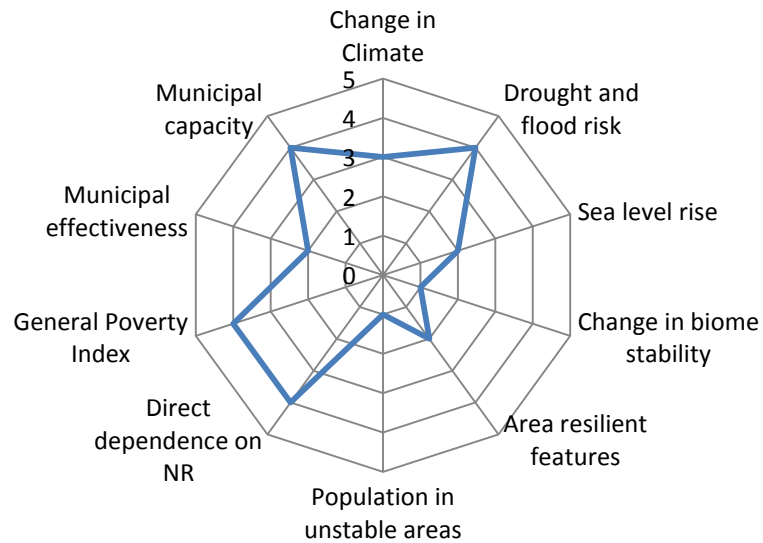 Change in
Climate
Drought and
flood risk
Sea level rise
Change in biome
stability
Area resilient
features
Population in
unstable areas
Direct
dependence on
NR
General Poverty
Index
Municipal
effectiveness
Municipal
capacity
5
4
3
2
1
0